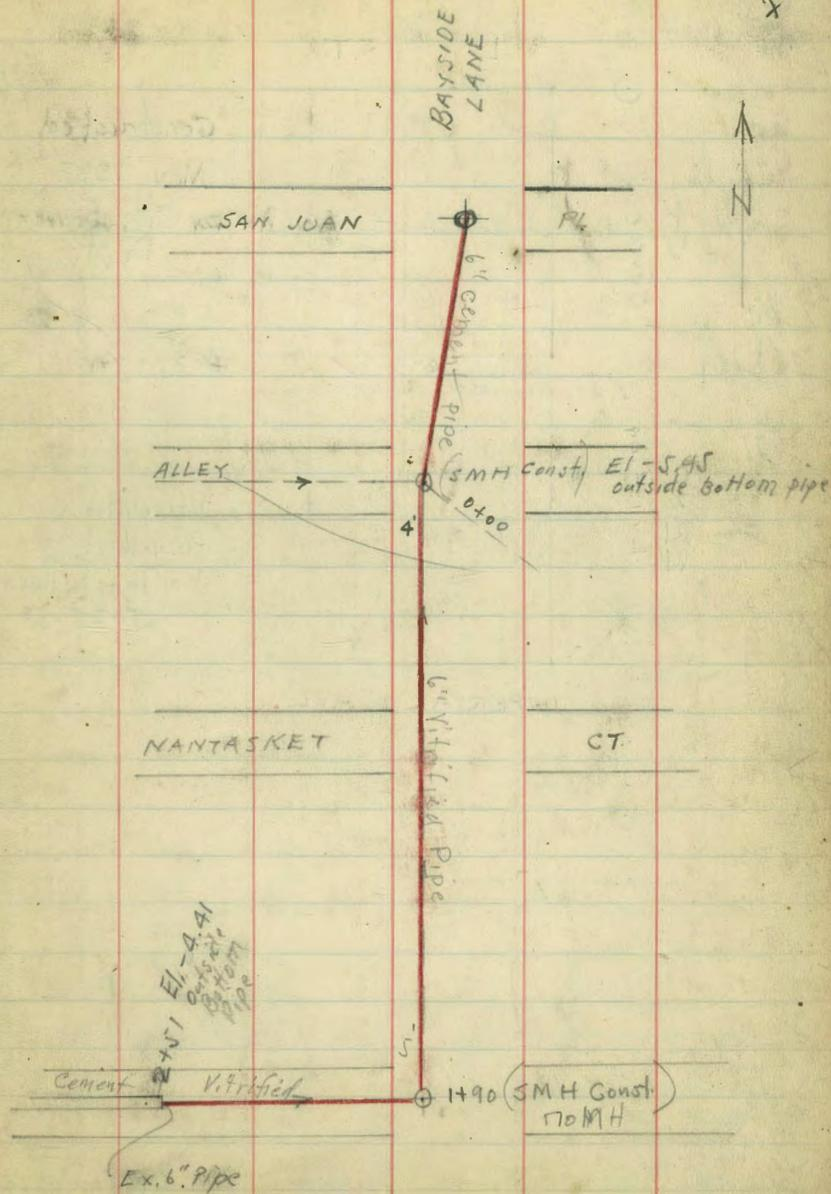 x
BAYSIDE
LANE
N
SAN JUAN PL.
6" Cement pipe
ALLEY
(SMH Const.) El -5.45
outside Bottom pipe
0+00
4'
6" Vitrified Pipe
NANTASKET CT.
2+51 El. -4.41
outside
Bottom
Pipe
Cement Vitrified
1+90 (SMH Const.
no MH)
Ex. 6" Pipe